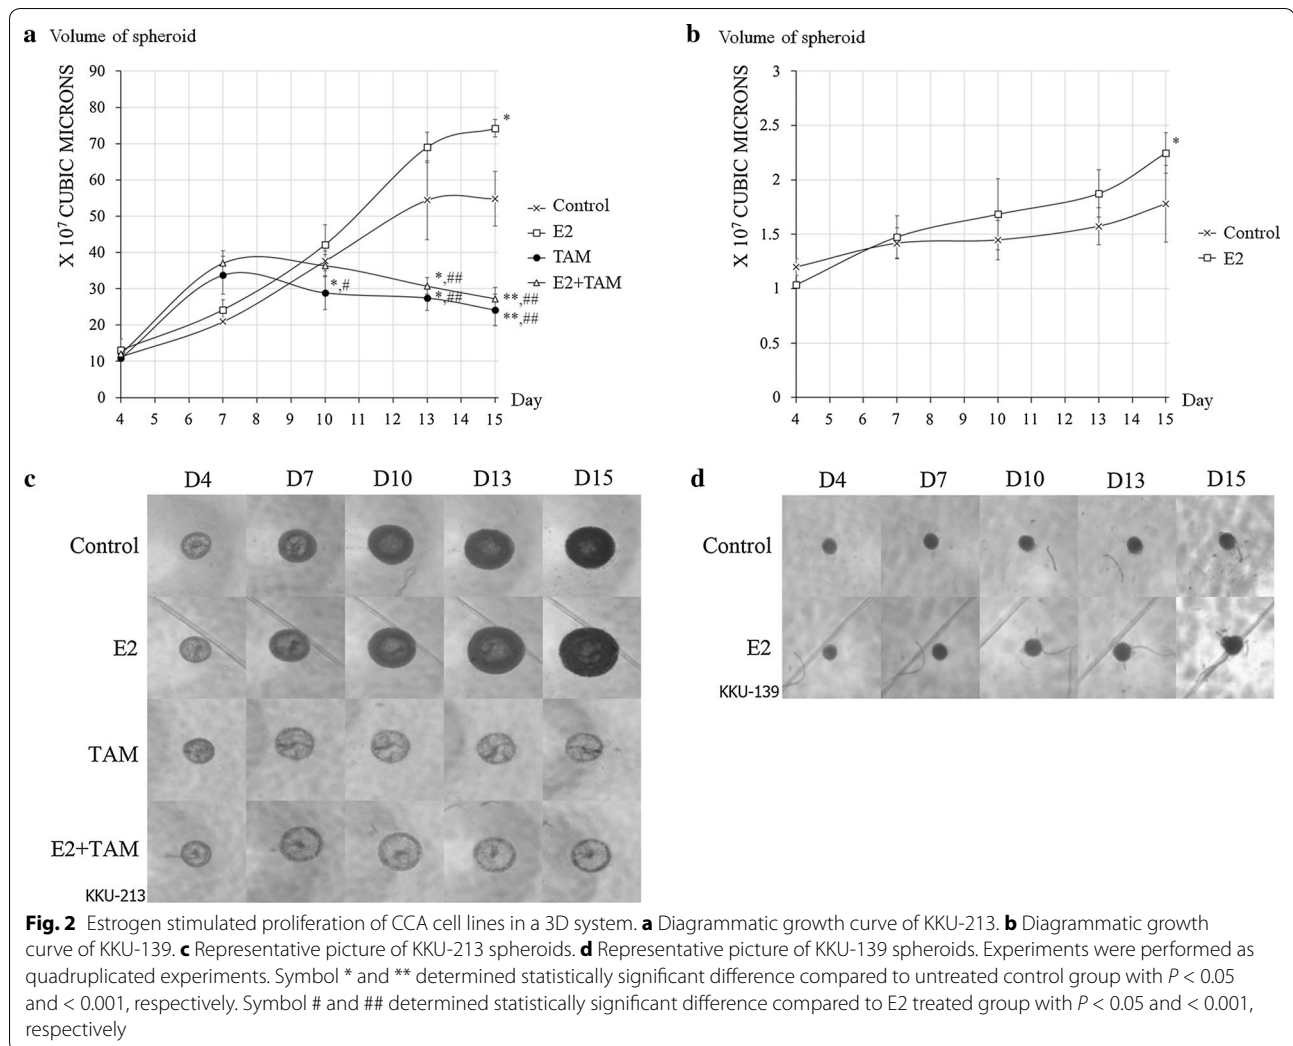 a Volume of spheroid
X 10⁷ CUBIC MICRONS
90
80
70
60
50
40
30
20
10
0
4 5 6 7 8 9 10 11 12 13 14 15
Day
*
*,#
*,##
*,##
**,##
**,##
Control
E2
TAM
E2+TAM
b Volume of spheroid
X 10⁷ CUBIC MICRONS
3
2.5
2
1.5
1
0.5
0
4 5 6 7 8 9 10 11 12 13 14 15
Day
*
Control
E2
c D4 D7 D10 D13 D15
Control
E2
TAM
E2+TAM
KKU-213
d D4 D7 D10 D13 D15
Control
E2
KKU-139
Fig. 2 Estrogen stimulated proliferation of CCA cell lines in a 3D system. a Diagrammatic growth curve of KKU-213. b Diagrammatic growth
curve of KKU-139. c Representative picture of KKU-213 spheroids. d Representative picture of KKU-139 spheroids. Experiments were performed as
quadruplicated experiments. Symbol * and ** determined statistically significant difference compared to untreated control group with P < 0.05
and < 0.001, respectively. Symbol # and ## determined statistically significant difference compared to E2 treated group with P < 0.05 and < 0.001,
respectively